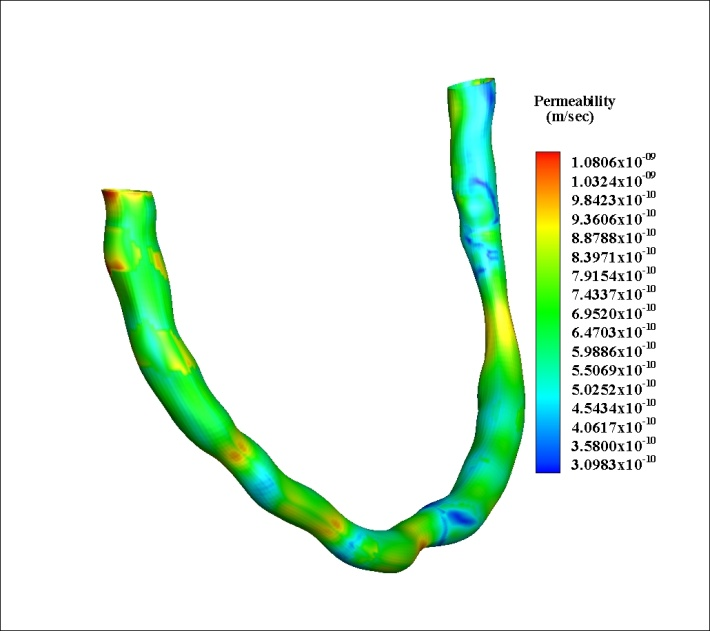 Permeability
(m/sec)
1.0806x10⁻⁰⁹
1.0324x10⁻⁰⁹
9.8423x10⁻¹⁰
9.3606x10⁻¹⁰
8.8788x10⁻¹⁰
8.3971x10⁻¹⁰
7.9154x10⁻¹⁰
7.4337x10⁻¹⁰
6.9520x10⁻¹⁰
6.4703x10⁻¹⁰
5.9886x10⁻¹⁰
5.5069x10⁻¹⁰
5.0252x10⁻¹⁰
4.5434x10⁻¹⁰
4.0617x10⁻¹⁰
3.5800x10⁻¹⁰
3.0983x10⁻¹⁰